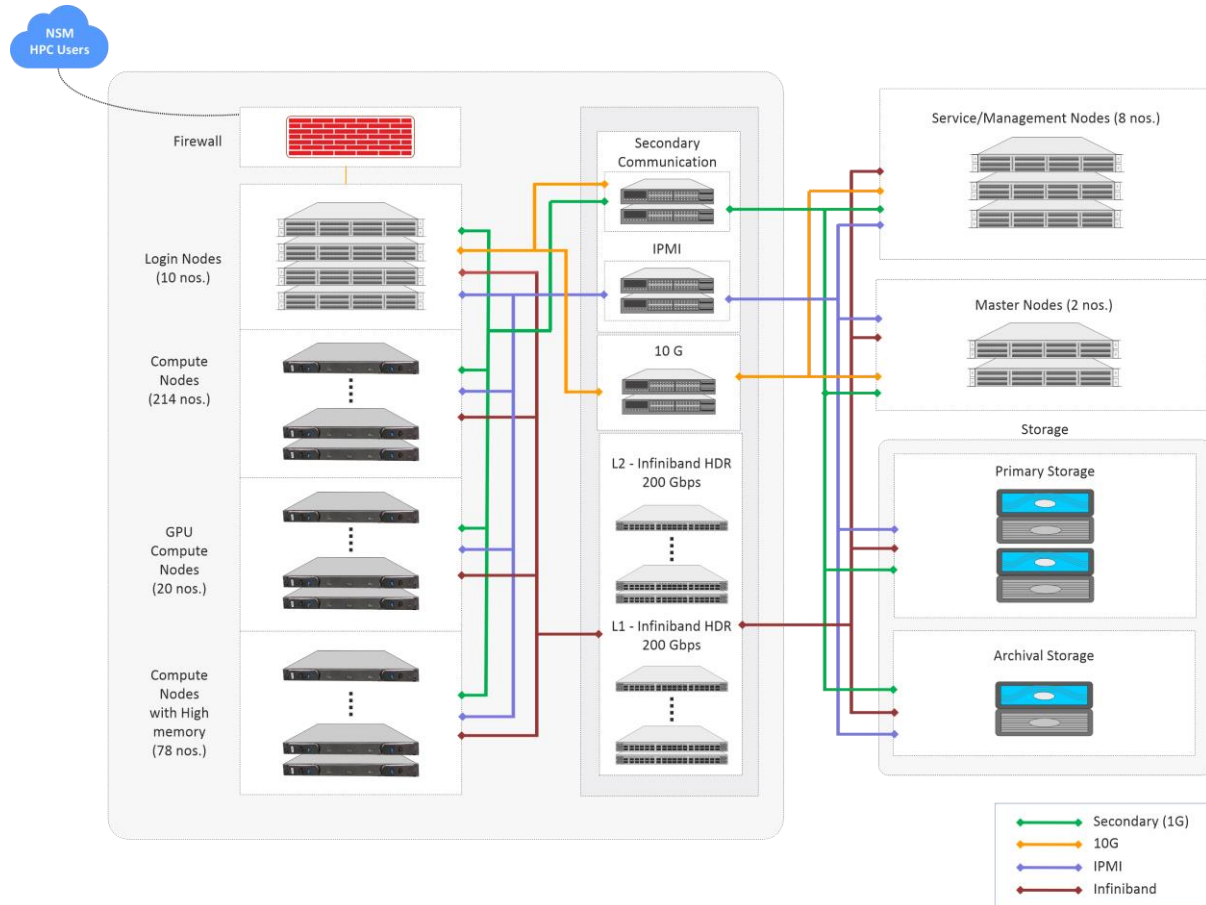 NSM
HPC Users
Firewall
Login Nodes
(10 nos.)
Compute
Nodes
(214 nos.)
GPU
Compute
Nodes
(20 nos.)
Compute
Nodes
with High
memory
(78 nos.)
Secondary
Communication
IPMI
10 G
L2 - Infiniband HDR
200 Gbps
L1 - Infiniband HDR
200 Gbps
Service/Management Nodes (8 nos.)
Master Nodes (2 nos.)
Storage
Primary Storage
Archival Storage
Secondary (1G)
10G
IPMI
Infiniband